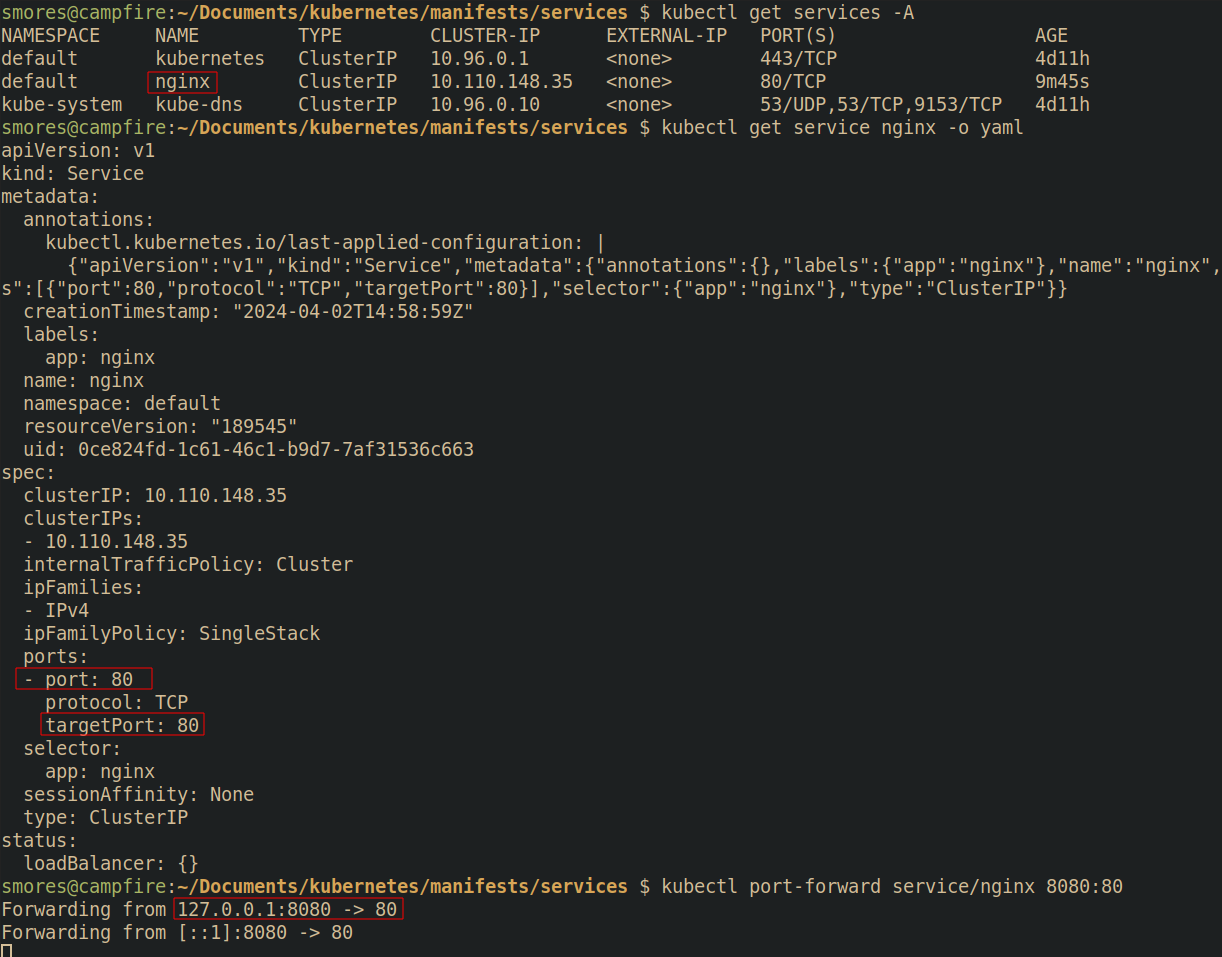 smores@campfire:~/Documents/kubernetes/manifests/services $ kubectl get services -A
NAMESPACE     NAME         TYPE        CLUSTER-IP      EXTERNAL-IP   PORT(S)                  AGE
default       kubernetes   ClusterIP   10.96.0.1       <none>        443/TCP                  4d11h
default       nginx        ClusterIP   10.110.148.35   <none>        80/TCP                   9m45s
kube-system   kube-dns     ClusterIP   10.96.0.10      <none>        53/UDP,53/TCP,9153/TCP   4d11h
smores@campfire:~/Documents/kubernetes/manifests/services $ kubectl get service nginx -o yaml
apiVersion: v1
kind: Service
metadata:
  annotations:
    kubectl.kubernetes.io/last-applied-configuration: |
      {"apiVersion":"v1","kind":"Service","metadata":{"annotations":{},"labels":{"app":"nginx"},"name":"nginx",
s":[{"port":80,"protocol":"TCP","targetPort":80}],"selector":{"app":"nginx"},"type":"ClusterIP"}}
  creationTimestamp: "2024-04-02T14:58:59Z"
  labels:
    app: nginx
  name: nginx
  namespace: default
  resourceVersion: "189545"
  uid: 0ce824fd-1c61-46c1-b9d7-7af31536c663
spec:
  clusterIP: 10.110.148.35
  clusterIPs:
  - 10.110.148.35
  internalTrafficPolicy: Cluster
  ipFamilies:
  - IPv4
  ipFamilyPolicy: SingleStack
  ports:
  - port: 80
    protocol: TCP
    targetPort: 80
  selector:
    app: nginx
  sessionAffinity: None
  type: ClusterIP
status:
  loadBalancer: {}
smores@campfire:~/Documents/kubernetes/manifests/services $ kubectl port-forward service/nginx 8080:80
Forwarding from 127.0.0.1:8080 -> 80
Forwarding from [::1]:8080 -> 80